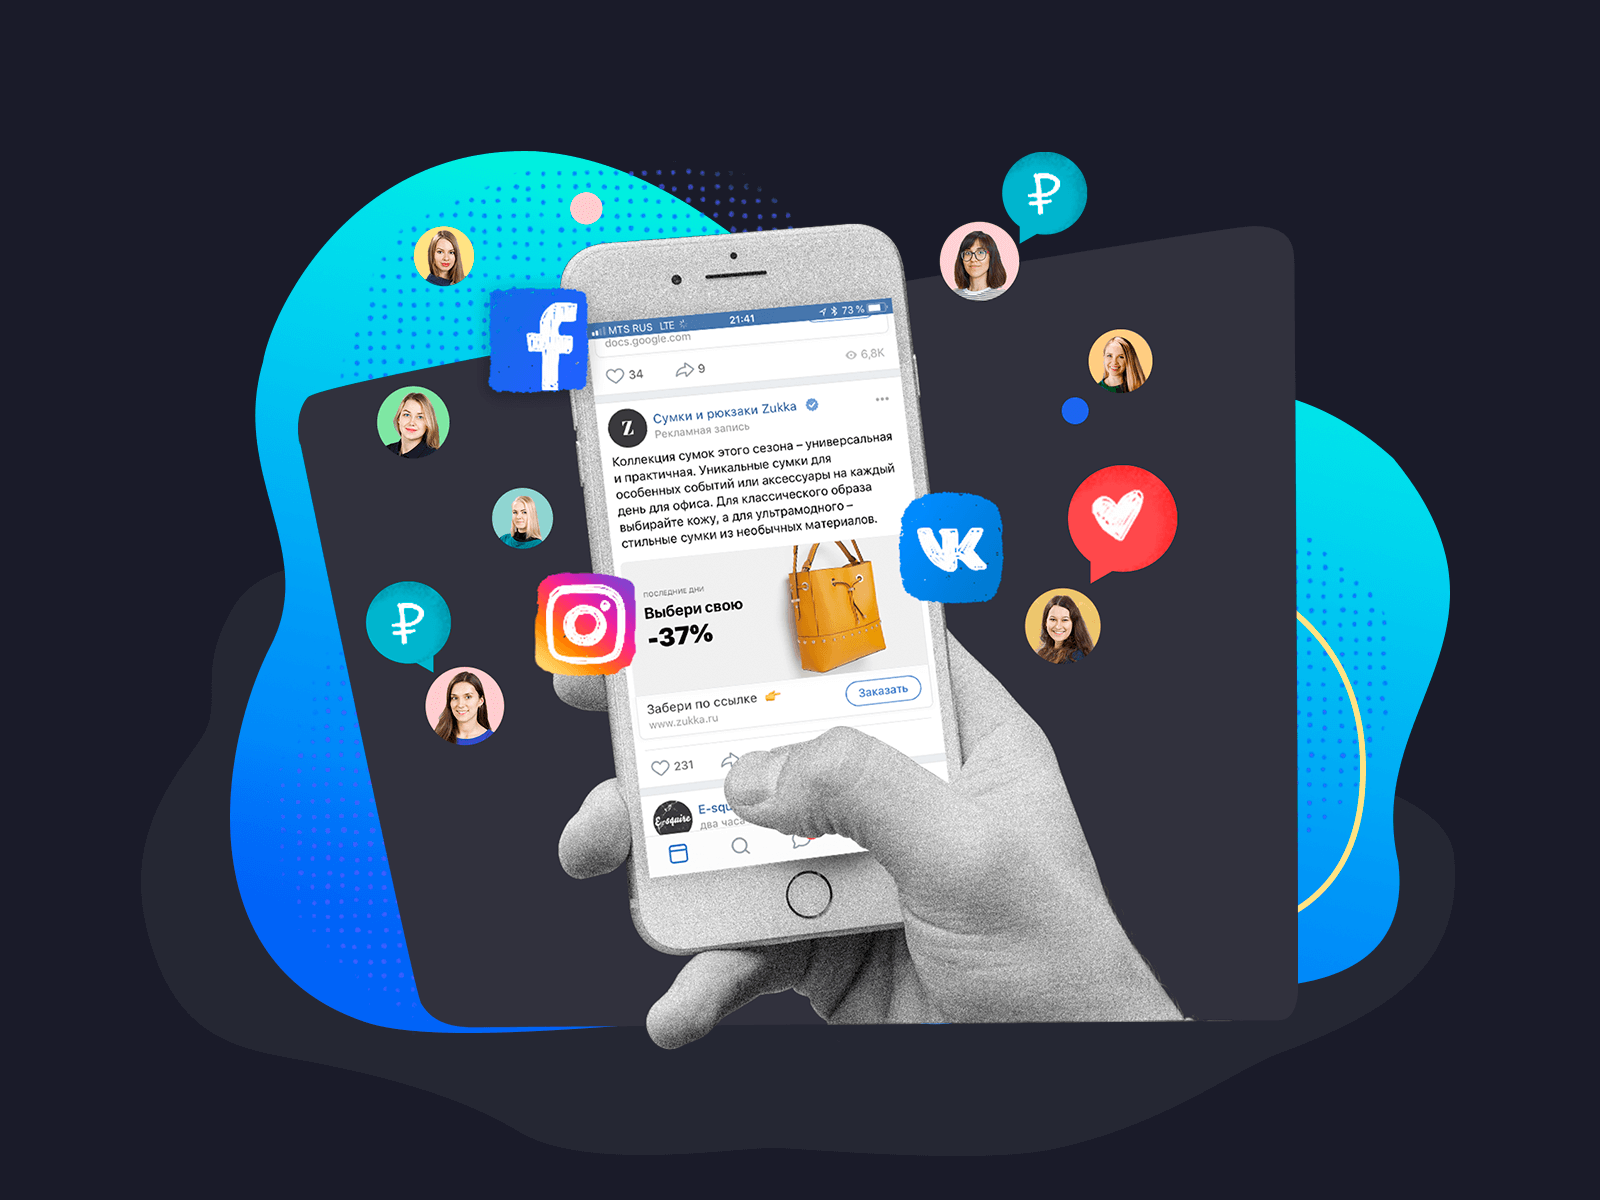 MTS RUS LTE 21:41 73 %
docs.google.com
34 9 6,8K
Z
Сумки и рюкзаки Zukka
Рекламная запись
Коллекция сумок этого сезона – универсальная
и практичная. Уникальные сумки для
особенных событий или аксессуары на каждый
день для офиса. Для классического образа
выбирайте кожу, а для ультрамодного –
стильные сумки из необычных материалов.
ПОСЛЕДНИЕ ДНИ
Выбери свою
-37%
Забери по ссылке
www.zukka.ru
Заказать
231
E-squire
E-squ
два часа
f
VK
₽
₽